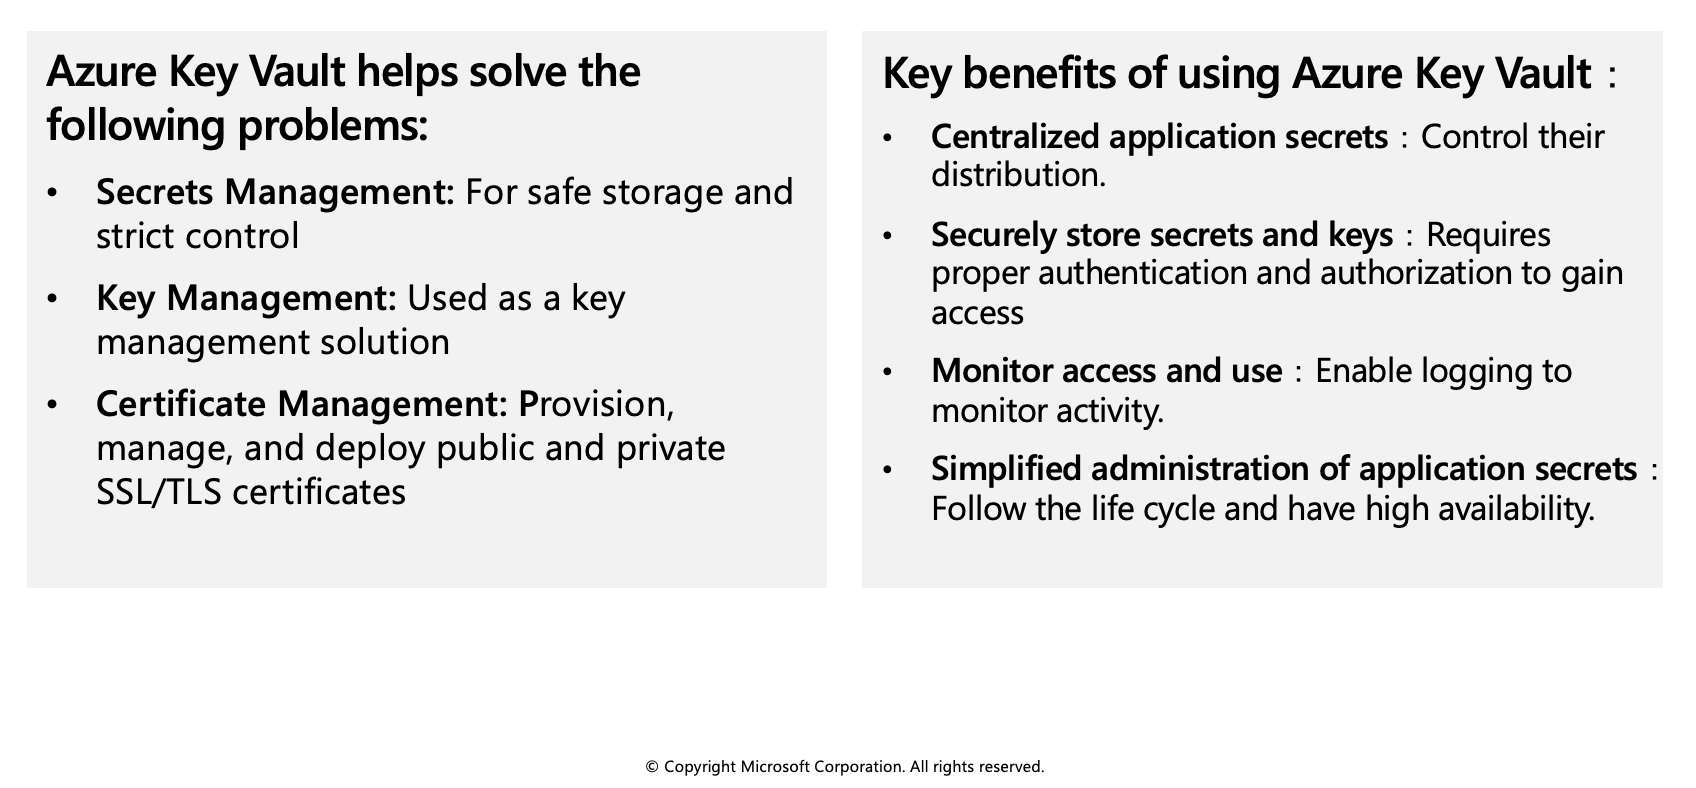 Azure Key Vault helps solve the
following problems:
• Secrets Management: For safe storage and
strict control
• Key Management: Used as a key
management solution
• Certificate Management: Provision,
manage, and deploy public and private
SSL/TLS certificates
Key benefits of using Azure Key Vault：
• Centralized application secrets：Control their
distribution.
• Securely store secrets and keys：Requires
proper authentication and authorization to gain
access
• Monitor access and use：Enable logging to
monitor activity.
• Simplified administration of application secrets：
Follow the life cycle and have high availability.
© Copyright Microsoft Corporation. All rights reserved.